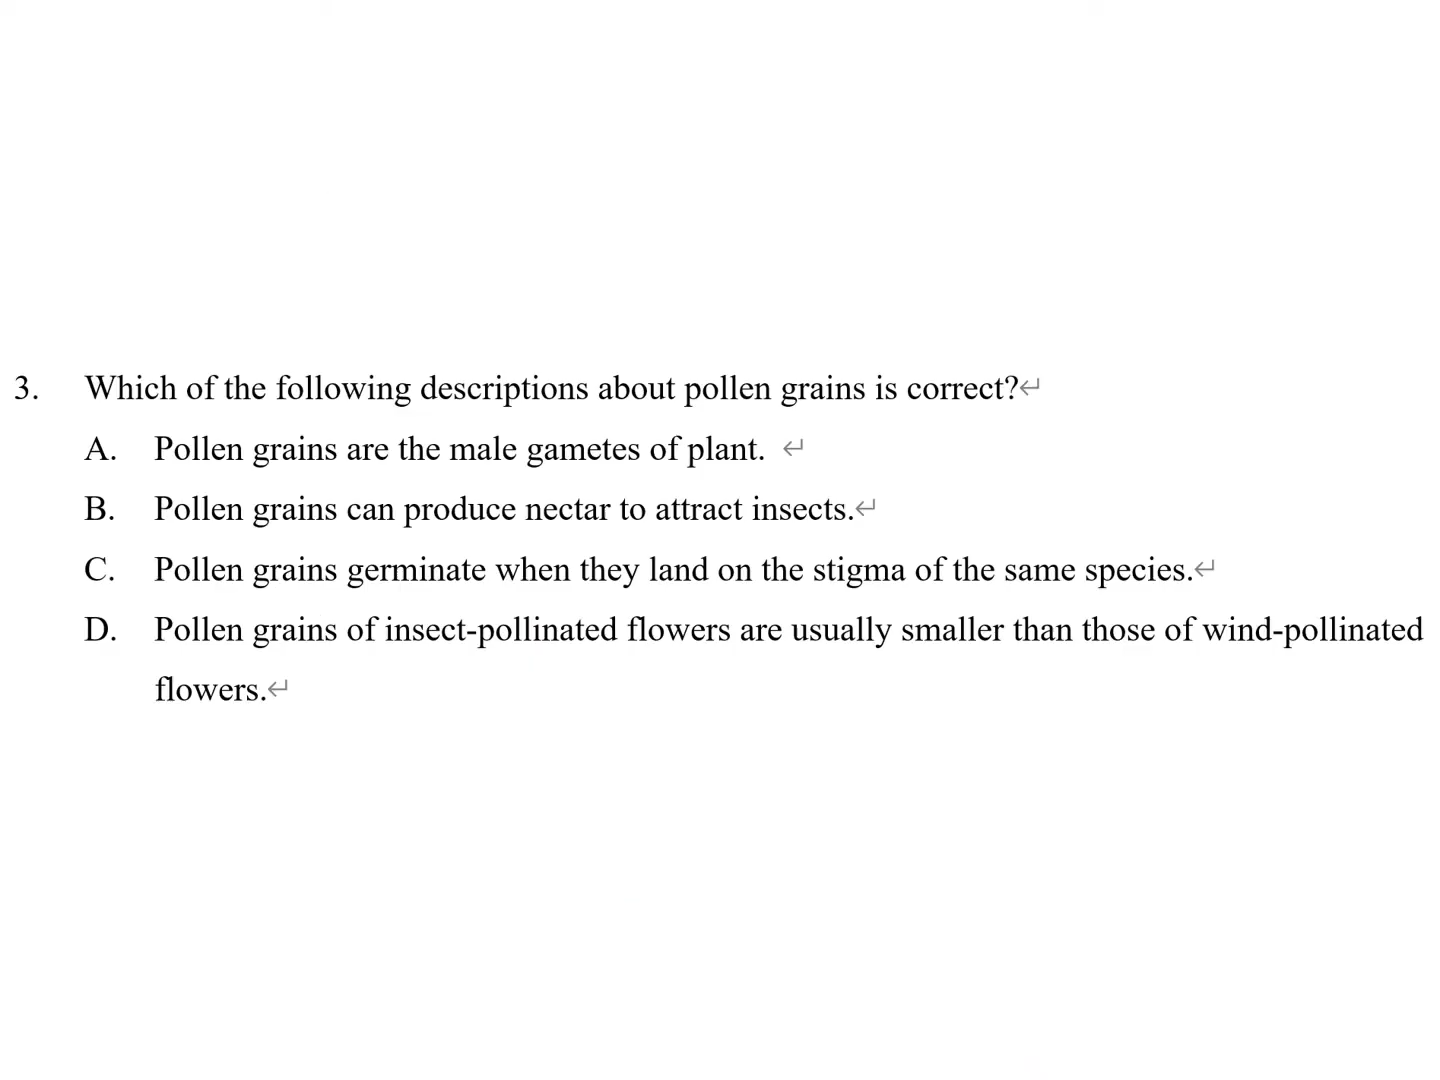 3. Which of the following descriptions about pollen grains is correct?↵
A. Pollen grains are the male gametes of plant. ↵
B. Pollen grains can produce nectar to attract insects.↵
C. Pollen grains germinate when they land on the stigma of the same species.↵
D. Pollen grains of insect-pollinated flowers are usually smaller than those of wind-pollinated
flowers.↵